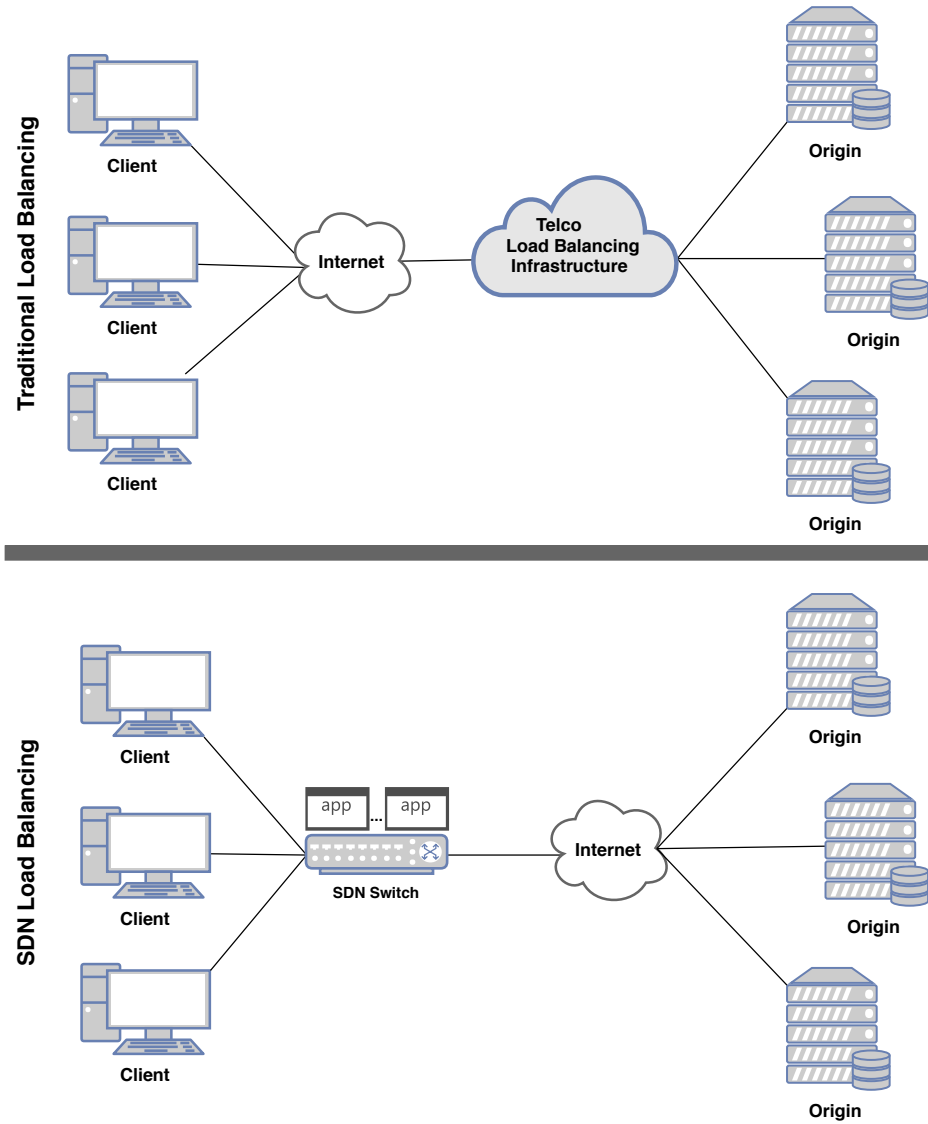 Traditional Load Balancing
Client
Client
Client
Internet
Telco
Load Balancing
Infrastructure
Origin
Origin
Origin
SDN Load Balancing
Client
Client
Client
app
...
app
SDN Switch
Internet
Origin
Origin
Origin